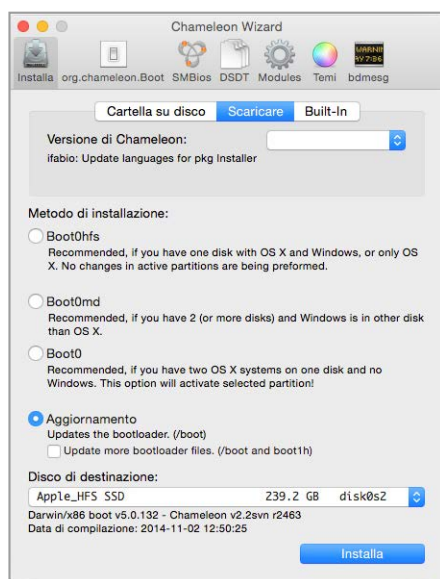 Chameleon Wizard
WARNIN
AY 7:86
Installa org.chameleon.Boot SMBios DSDT Modules Temi bdmesg
Cartella su disco Scaricare Built-In
Versione di Chameleon:
ifabio: Update languages for pkg Installer
Metodo di installazione:
Boot0hfs
Recommended, if you have one disk with OS X and Windows, or only OS
X. No changes in active partitions are being preformed.
Boot0md
Recommended, if you have 2 (or more disks) and Windows is in other disk
than OS X.
Boot0
Recommended, if you have two OS X systems on one disk and no
Windows. This option will activate selected partition!
Aggiornamento
Updates the bootloader. (/boot)
Update more bootloader files. (/boot and boot1h)
Disco di destinazione:
Apple_HFS SSD 239.2 GB disk0s2
Darwin/x86 boot v5.0.132 - Chameleon v2.2svn r2463
Data di compilazione: 2014-11-02 12:50:25
Installa